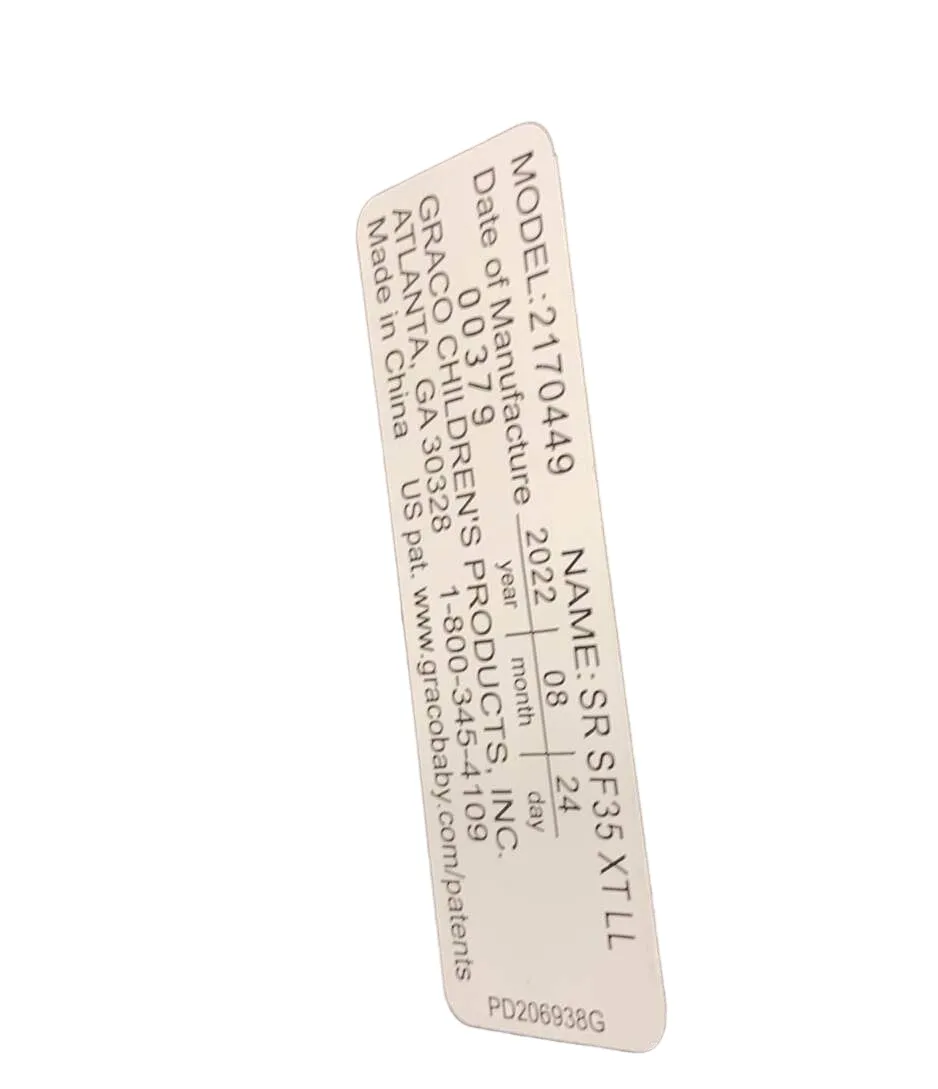 MODEL:2170449 NAME: SR SF35 XT LL
Date of Manufacture 2022 | 08 | 24
year | month | day
00379
GRACO CHILDREN'S PRODUCTS, INC.
ATLANTA, GA 30328 1-800-345-4109
Made in China US pat. www.gracobaby.com/patents
PD206938G